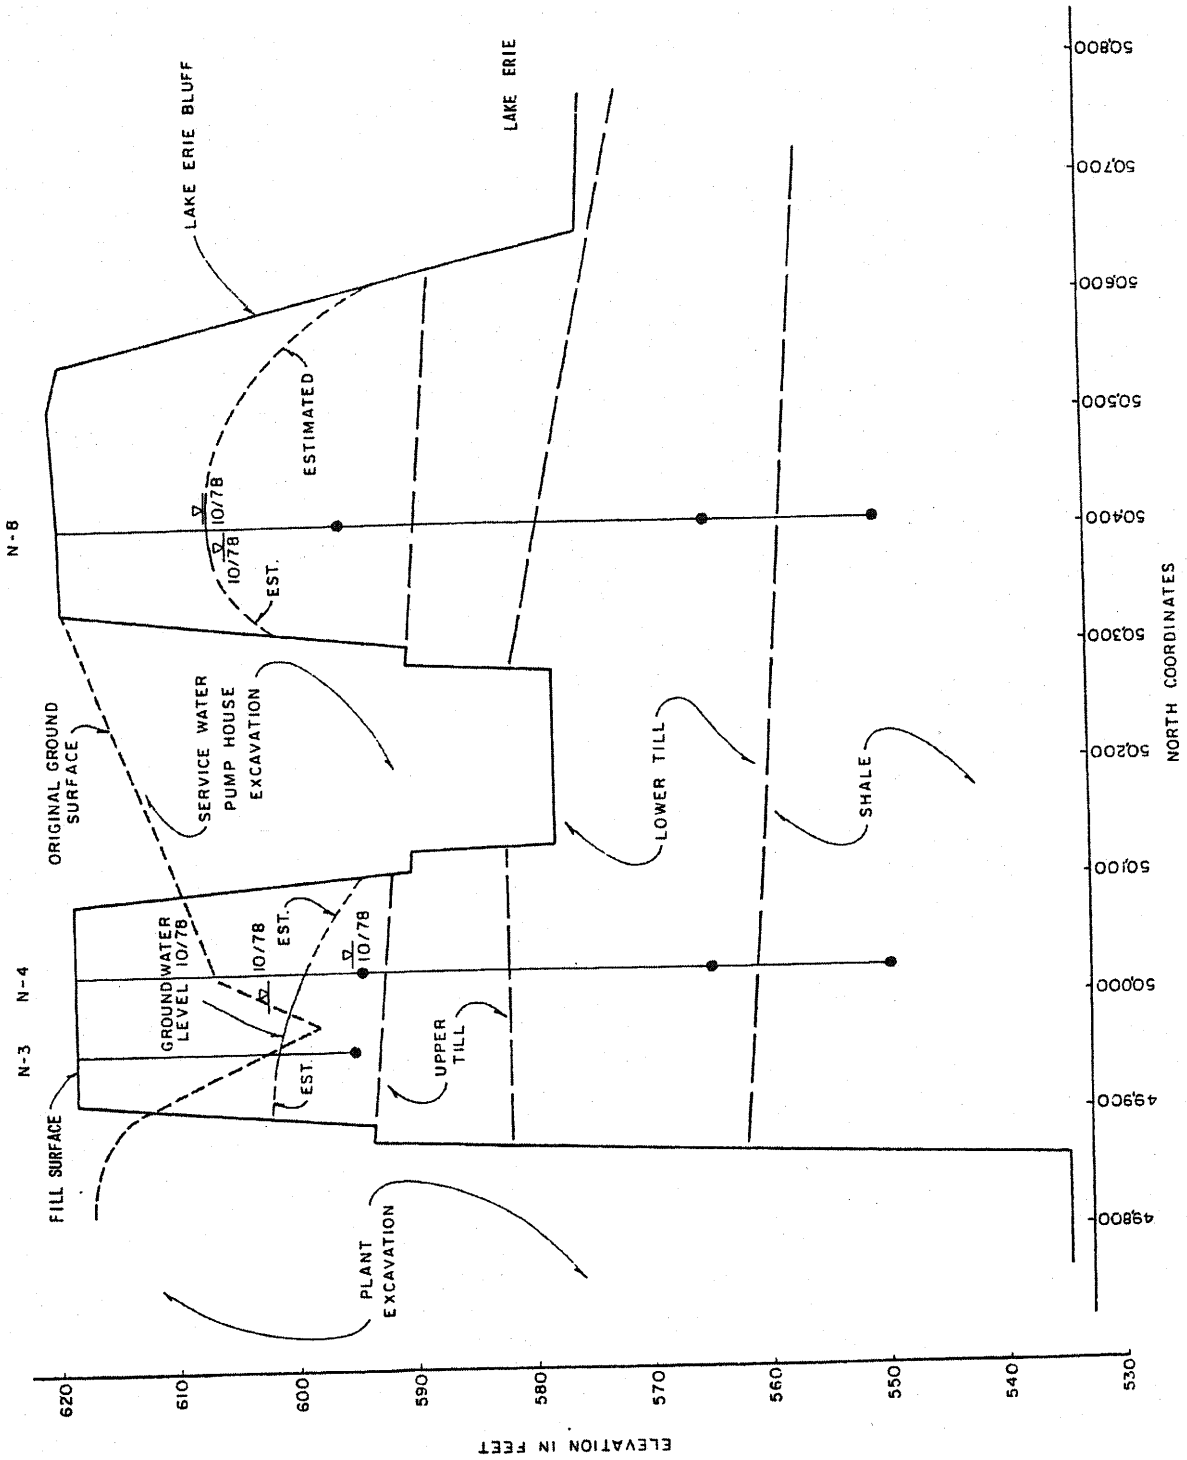 N-3
N-4
N-8
FILL SURFACE
ORIGINAL GROUND
SURFACE
LAKE ERIE BLUFF
LAKE ERIE
GROUND WATER
LEVEL 10/78
10/78
EST.
10/78
EST.
10/78
10/78
EST.
ESTIMATED
SERVICE WATER
PUMP HOUSE
EXCAVATION
UPPER
TILL
PLANT
EXCAVATION
LOWER TILL
SHALE
ELEVATION IN FEET
620
610
600
590
580
570
560
550
540
530
49,800
49,900
50,000
50,100
50,200
50,300
50,400
50,500
50,600
50,700
50,800
NORTH COORDINATES